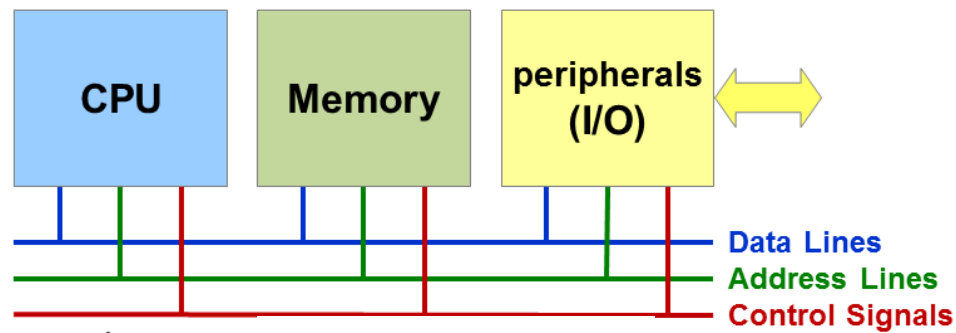 CPU
Memory
peripherals
(I/O)
Data Lines
Address Lines
Control Signals